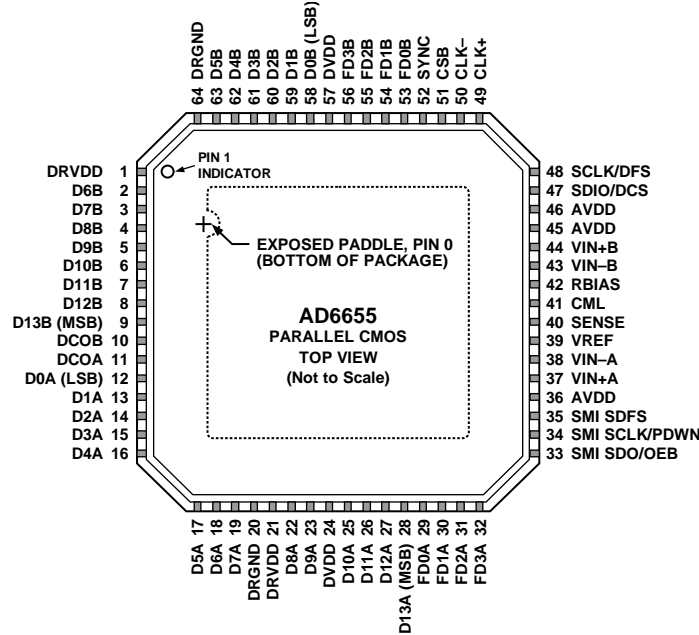 64 DRGND
63 D5B
62 D4B
61 D3B
60 D2B
59 D1B
58 D0B (LSB)
57 DVDD
56 FD3B
55 FD2B
54 FD1B
53 FD0B
52 SYNC
51 CSB
50 CLK–
49 CLK+
DRVDD 1
D6B 2
D7B 3
D8B 4
D9B 5
D10B 6
D11B 7
D12B 8
D13B (MSB) 9
DCOB 10
DCOA 11
D0A (LSB) 12
D1A 13
D2A 14
D3A 15
D4A 16
PIN 1
INDICATOR
EXPOSED PADDLE, PIN 0
(BOTTOM OF PACKAGE)
AD6655
PARALLEL CMOS
TOP VIEW
(Not to Scale)
48 SCLK/DFS
47 SDIO/DCS
46 AVDD
45 AVDD
44 VIN+B
43 VIN–B
42 RBIAS
41 CML
40 SENSE
39 VREF
38 VIN–A
37 VIN+A
36 AVDD
35 SMI SDFS
34 SMI SCLK/PDWN
33 SMI SDO/OEB
D5A 17
D6A 18
D7A 19
DRGND 20
DRVDD 21
D8A 22
D9A 23
DVDD 24
D10A 25
D11A 26
D12A 27
D13A (MSB) 28
FD0A 29
FD1A 30
FD2A 31
FD3A 32